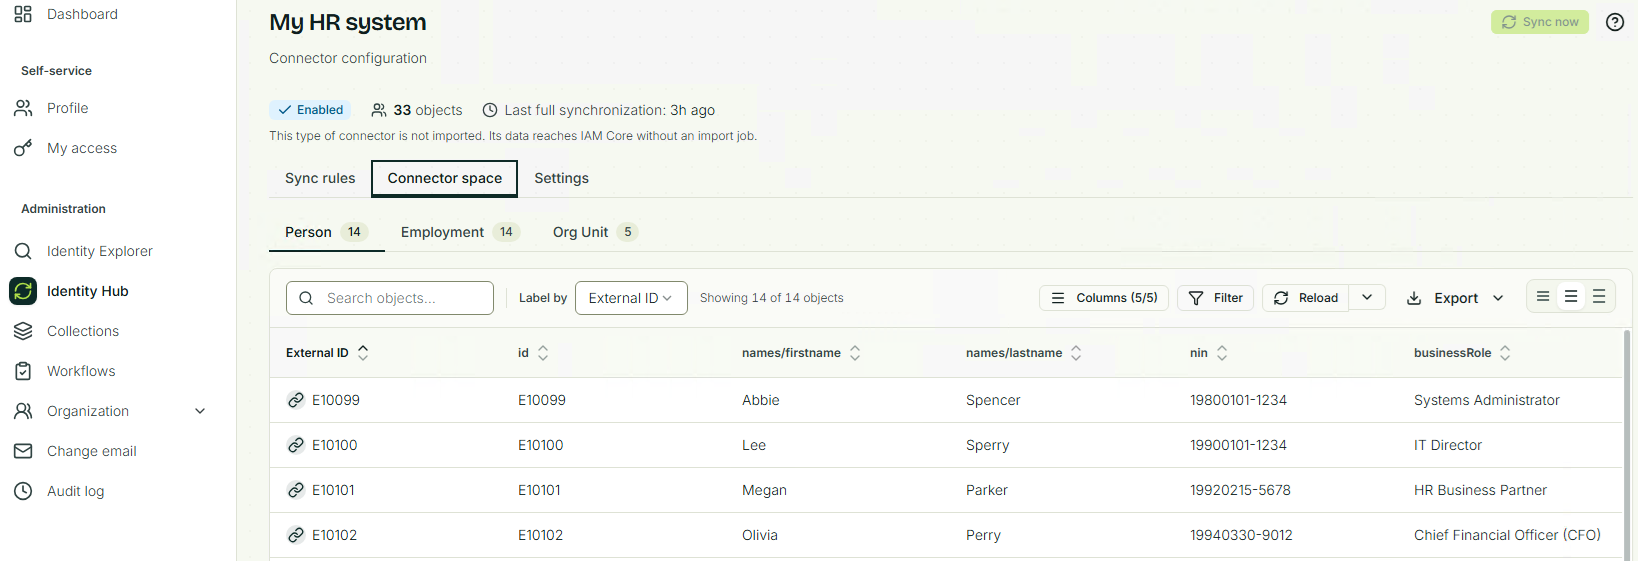 Dashboard
Self-service
Profile
My access
Administration
Identity Explorer
Identity Hub
Collections
Workflows
Organization
Change email
Audit log
My HR system
Sync now
Connector configuration
Enabled 33 objects Last full synchronization: 3h ago
This type of connector is not imported. Its data reaches IAM Core without an import job.
Sync rules Connector space Settings
Person 14 Employment 14 Org Unit 5
Search objects... Label by External ID Showing 14 of 14 objects Columns (5/5) Filter Reload Export
External ID id names/firstname names/lastname nin businessRole
E10099 E10099 Abbie Spencer 19800101-1234 Systems Administrator
E10100 E10100 Lee Sperry 19900101-1234 IT Director
E10101 E10101 Megan Parker 19920215-5678 HR Business Partner
E10102 E10102 Olivia Perry 19940330-9012 Chief Financial Officer (CFO)